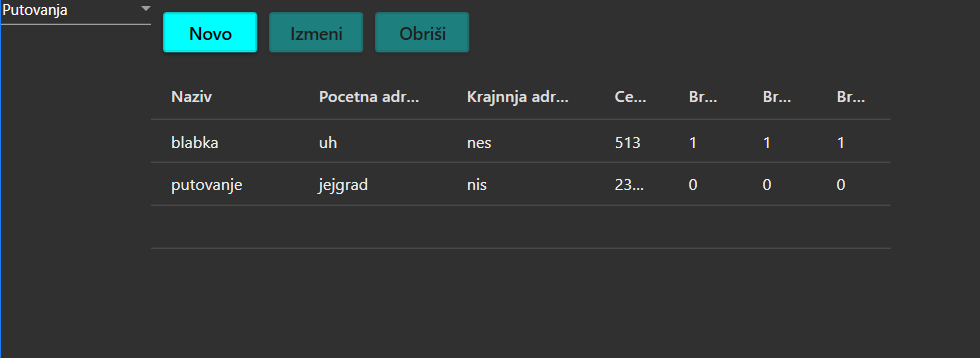 Putovanja
Novo Izmeni Obriši
Naziv Pocetna adr... Krajnnja adr... Ce... Br... Br... Br...
blabka uh nes 513 1 1 1
putovanje jejgrad nis 23... 0 0 0